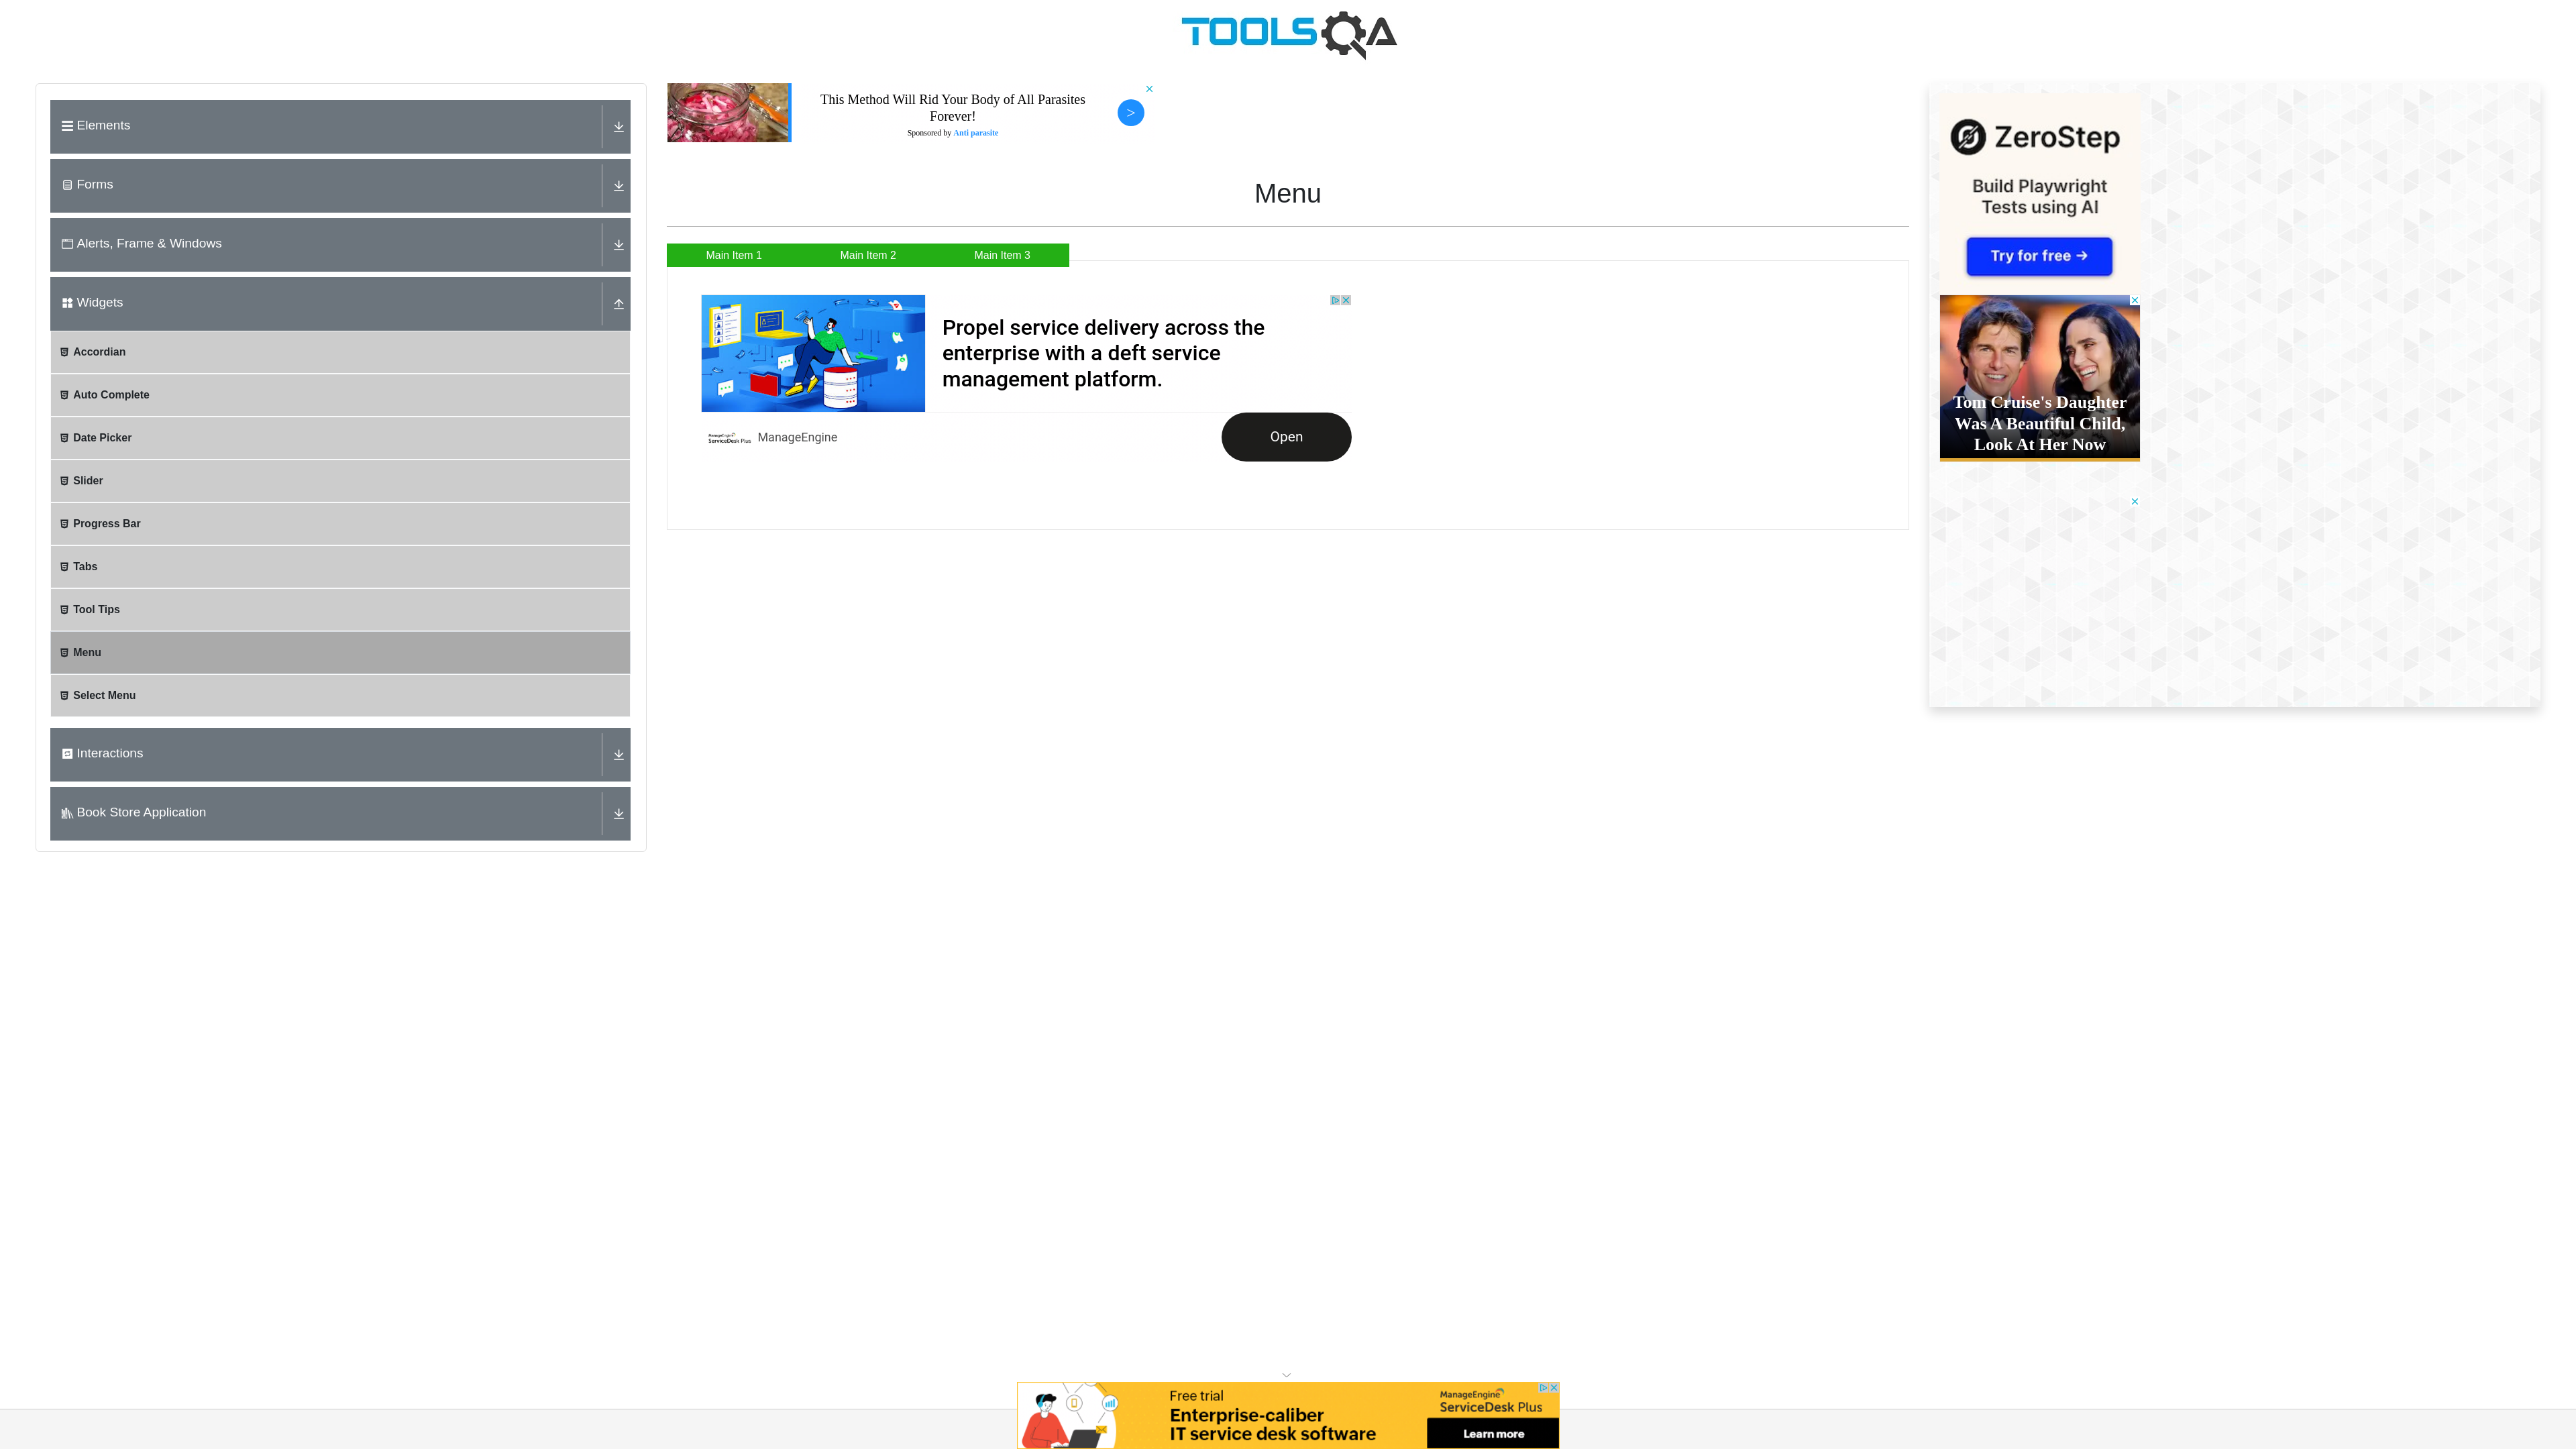 TOOLSQA
Elements
Forms
Alerts, Frame & Windows
Widgets
Accordian
Auto Complete
Date Picker
Slider
Progress Bar
Tabs
Tool Tips
Menu
Select Menu
Interactions
Book Store Application
This Method Will Rid Your Body of All Parasites
Forever!
Sponsored by Anti parasite
>
Menu
Main Item 1
Main Item 2
Main Item 3
Propel service delivery across the
enterprise with a deft service
management platform.
ManageEngine
ServiceDesk Plus
ManageEngine
Open
ZeroStep
Build Playwright
Tests using AI
Try for free →
Tom Cruise's Daughter
Was A Beautiful Child,
Look At Her Now
Free trial
Enterprise-caliber
IT service desk software
ManageEngine
ServiceDesk Plus
Learn more